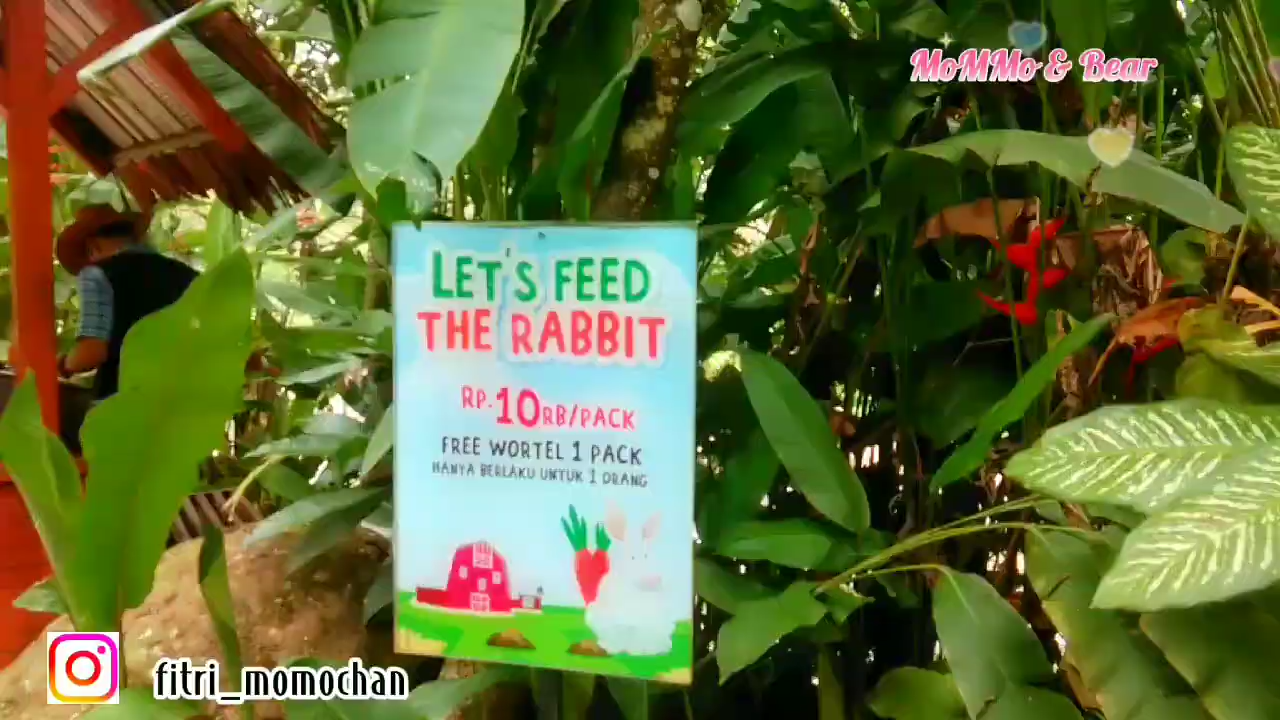 MoMMo & Bear
LET'S FEED
THE RABBIT
RP.10RB/PACK
FREE WORTEL 1 PACK
HANYA BERLAKU UNTUK 1 ORANG
fitri_momochan